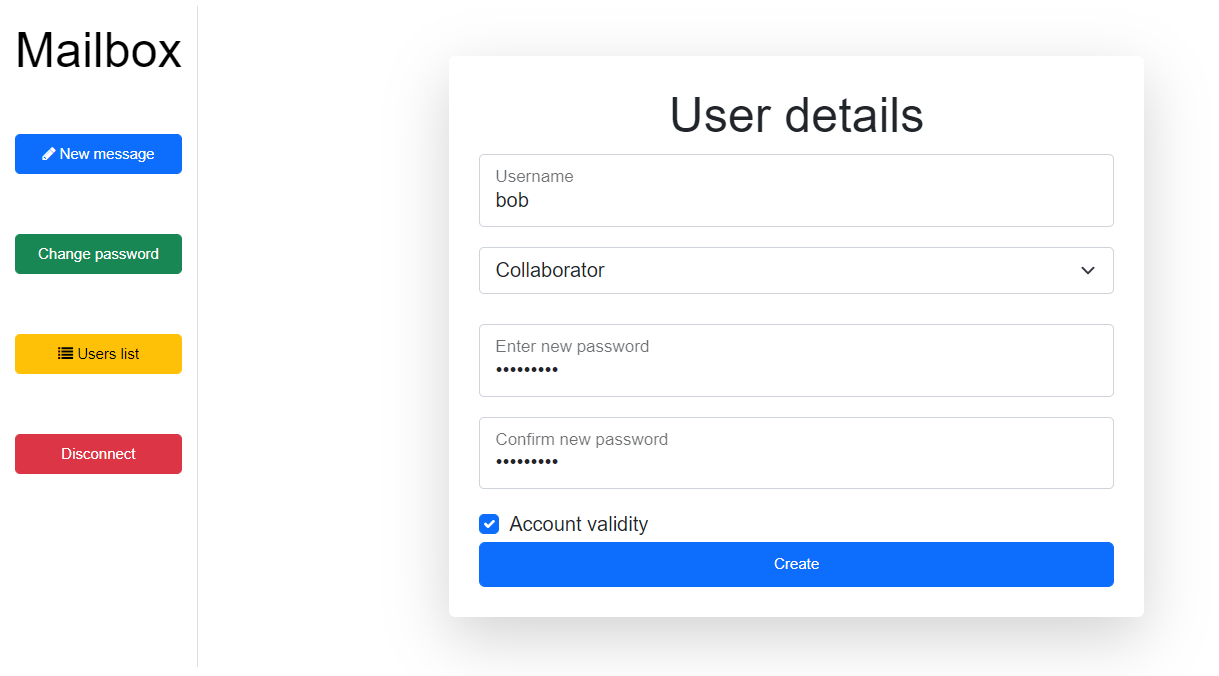 Mailbox
New message
Change password
Users list
Disconnect
User details
Username
bob
Collaborator
Enter new password
•••••••••
Confirm new password
•••••••••
Account validity
Create